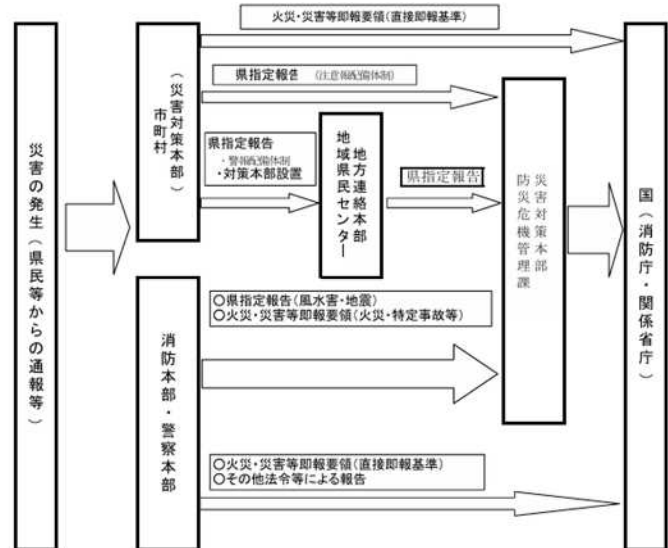 火災・災害等即報要領(直接即報基準)
県指定報告 (注意報配備体制)
県指定報告
・警報配備体制
・対策本部設置
県指定報告
災害の発生(県民等からの通報等)
市町村
(災害対策本部)
地方連絡本部
地域県民センター
災害対策本部
防災危機管理課
国(消防庁・関係省庁)
○県指定報告(風水害・地震)
○火災・災害等即報要領(火災・特定事故等)
消防本部・警察本部
○火災・災害等即報要領(直接即報基準)
○その他法令等による報告